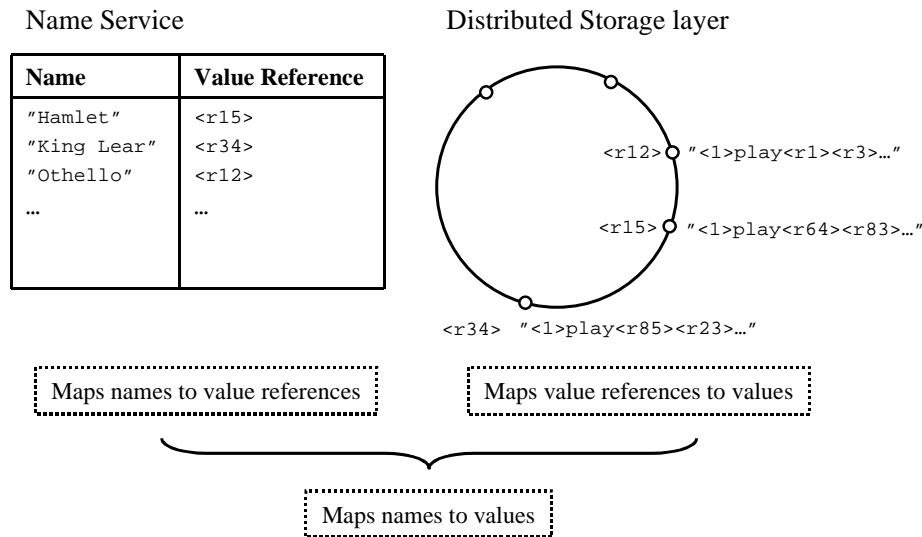 Name Service
Distributed Storage layer
Name Value Reference
"Hamlet" <r15>
"King Lear" <r34>
"Othello" <r12>
… …
<r12> "<1>play<r1><r3>…"
<r15> "<1>play<r64><r83>…"
<r34> "<1>play<r85><r23>…"
Maps names to value references
Maps value references to values
Maps names to values